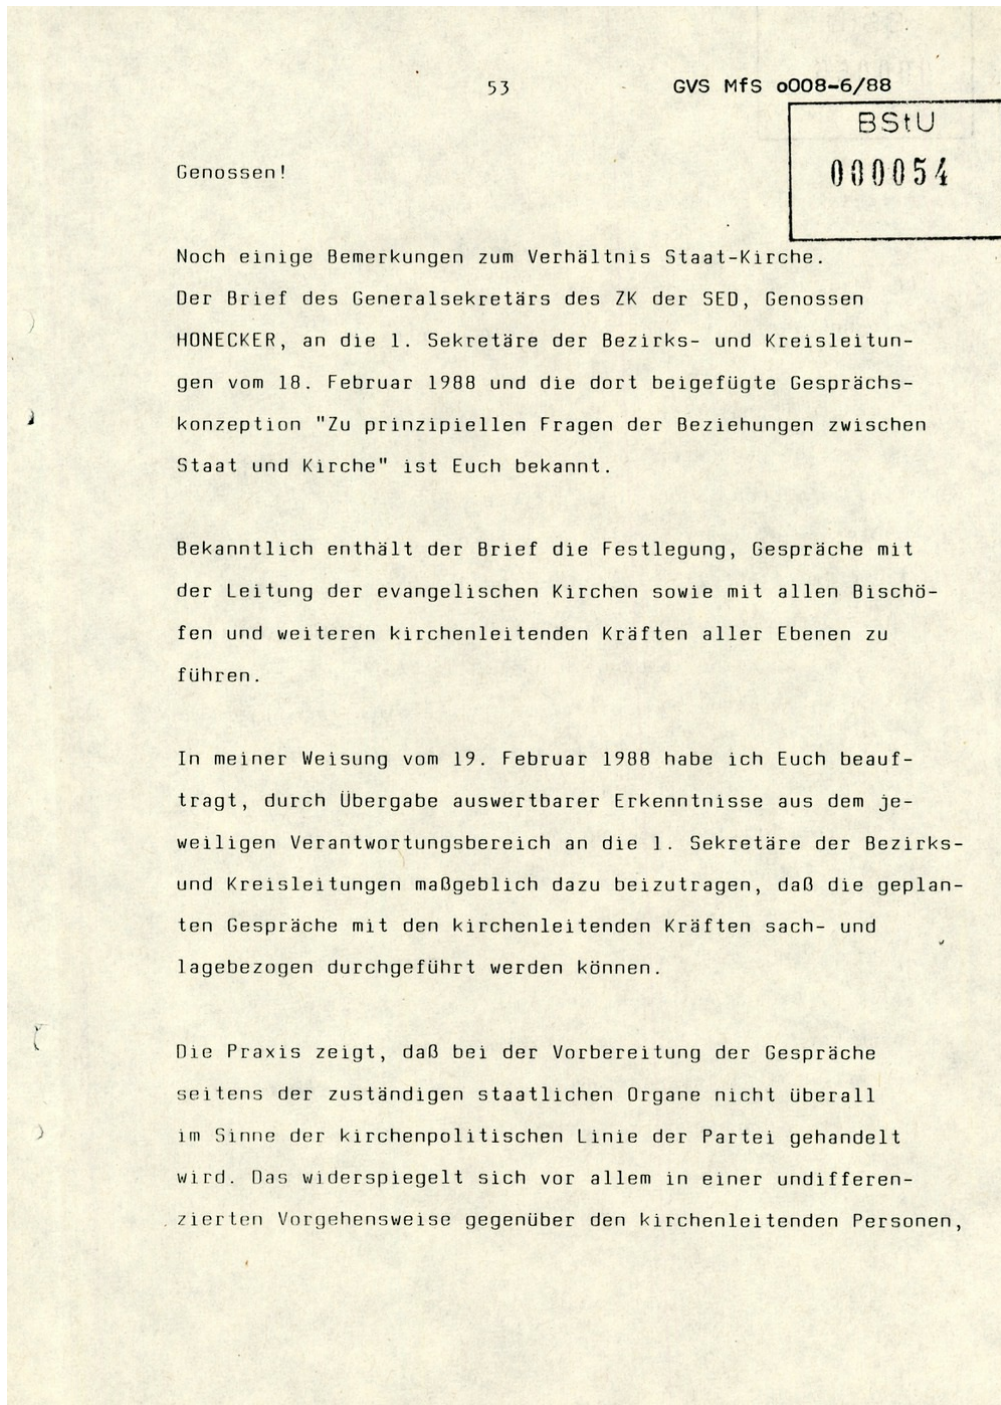 53 GVS MfS o008-6/88
BStU
000054
Genossen!
Noch einige Bemerkungen zum Verhältnis Staat-Kirche.
Der Brief des Generalsekretärs des ZK der SED, Genossen
HONECKER, an die 1. Sekretäre der Bezirks- und Kreisleitun-
gen vom 18. Februar 1988 und die dort beigefügte Gesprächs-
konzeption "Zu prinzipiellen Fragen der Beziehungen zwischen
Staat und Kirche" ist Euch bekannt.
Bekanntlich enthält der Brief die Festlegung, Gespräche mit
der Leitung der evangelischen Kirchen sowie mit allen Bischö-
fen und weiteren kirchenleitenden Kräften aller Ebenen zu
führen.
In meiner Weisung vom 19. Februar 1988 habe ich Euch beauf-
tragt, durch Übergabe auswertbarer Erkenntnisse aus dem je-
weiligen Verantwortungsbereich an die 1. Sekretäre der Bezirks-
und Kreisleitungen maßgeblich dazu beizutragen, daß die geplan-
ten Gespräche mit den kirchenleitenden Kräften sach- und
lagebezogen durchgeführt werden können.
Die Praxis zeigt, daß bei der Vorbereitung der Gespräche
seitens der zuständigen staatlichen Organe nicht überall
im Sinne der kirchenpolitischen Linie der Partei gehandelt
wird. Das widerspiegelt sich vor allem in einer undifferen-
zierten Vorgehensweise gegenüber den kirchenleitenden Personen,